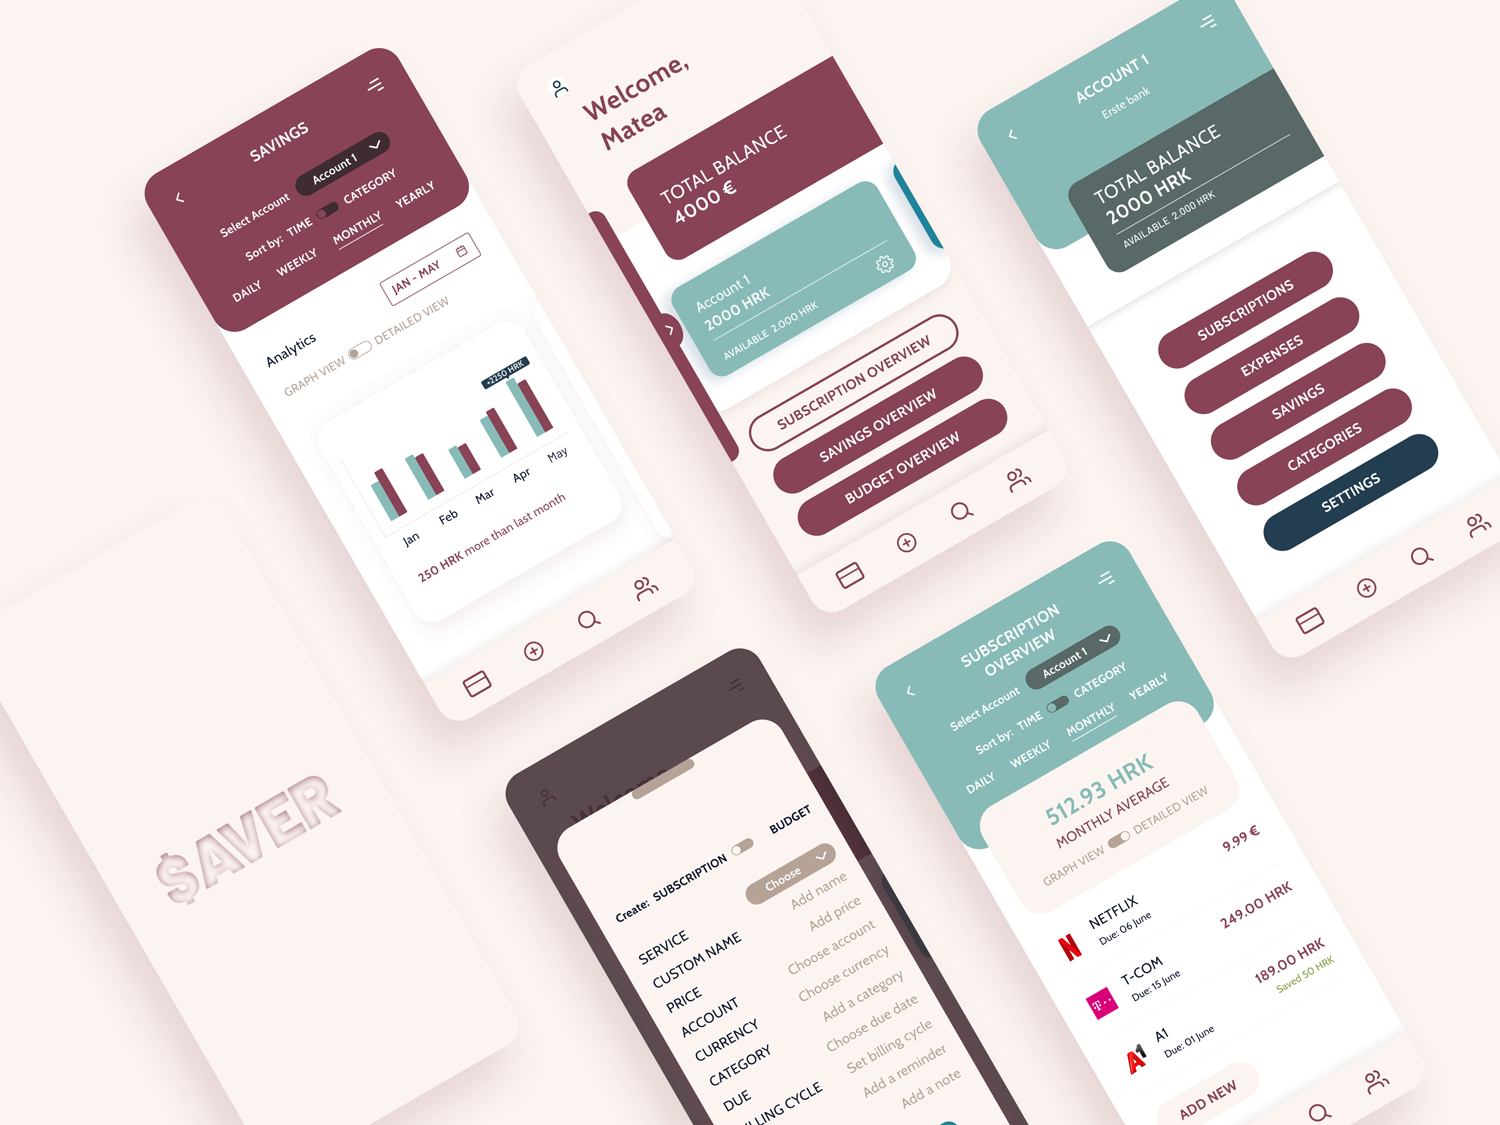 SAVINGS
Select Account
Account 1
Sort by: TIME
CATEGORY
DAILY
WEEKLY
MONTHLY
YEARLY
JAN - MAY
Analytics
GRAPH VIEW
DETAILED VIEW
+2250 HRK
Jan
Feb
Mar
Apr
May
250 HRK more than last month
Welcome,
Matea
TOTAL BALANCE
4000 €
Account 1
2000 HRK
AVAILABLE 2.000 HRK
SUBSCRIPTION OVERVIEW
SAVINGS OVERVIEW
BUDGET OVERVIEW
ACCOUNT 1
Erste bank
TOTAL BALANCE
2000 HRK
AVAILABLE 2.000 HRK
SUBSCRIPTIONS
EXPENSES
SAVINGS
CATEGORIES
SETTINGS
$AVER
Welcome,
Create: SUBSCRIPTION
BUDGET
SERVICE
Choose
CUSTOM NAME
Add name
PRICE
Add price
ACCOUNT
Choose account
CURRENCY
Choose currency
CATEGORY
Add a category
DUE
Choose due date
BILLING CYCLE
Set billing cycle
Add a reminder
Add a note
SUBSCRIPTION
OVERVIEW
Select Account
Account 1
Sort by: TIME
CATEGORY
DAILY
WEEKLY
MONTHLY
YEARLY
512.93 HRK
MONTHLY AVERAGE
GRAPH VIEW
DETAILED VIEW
NETFLIX
Due: 06 June
9.99 €
T-COM
Due: 15 June
249.00 HRK
A1
Due: 01 June
189.00 HRK
Saved 50 HRK
ADD NEW